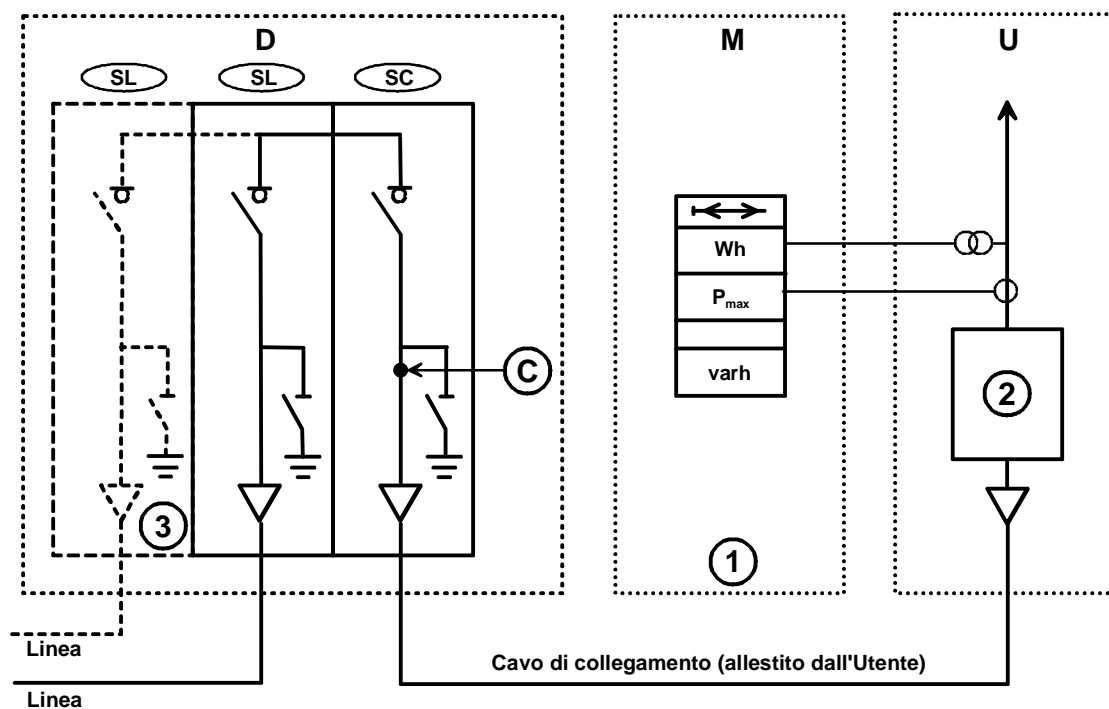 D
M
U
SL
SL
SC
Wh
Pmax
varh
C
2
3
1
Linea
Cavo di collegamento (allestito dall'Utente)
Linea